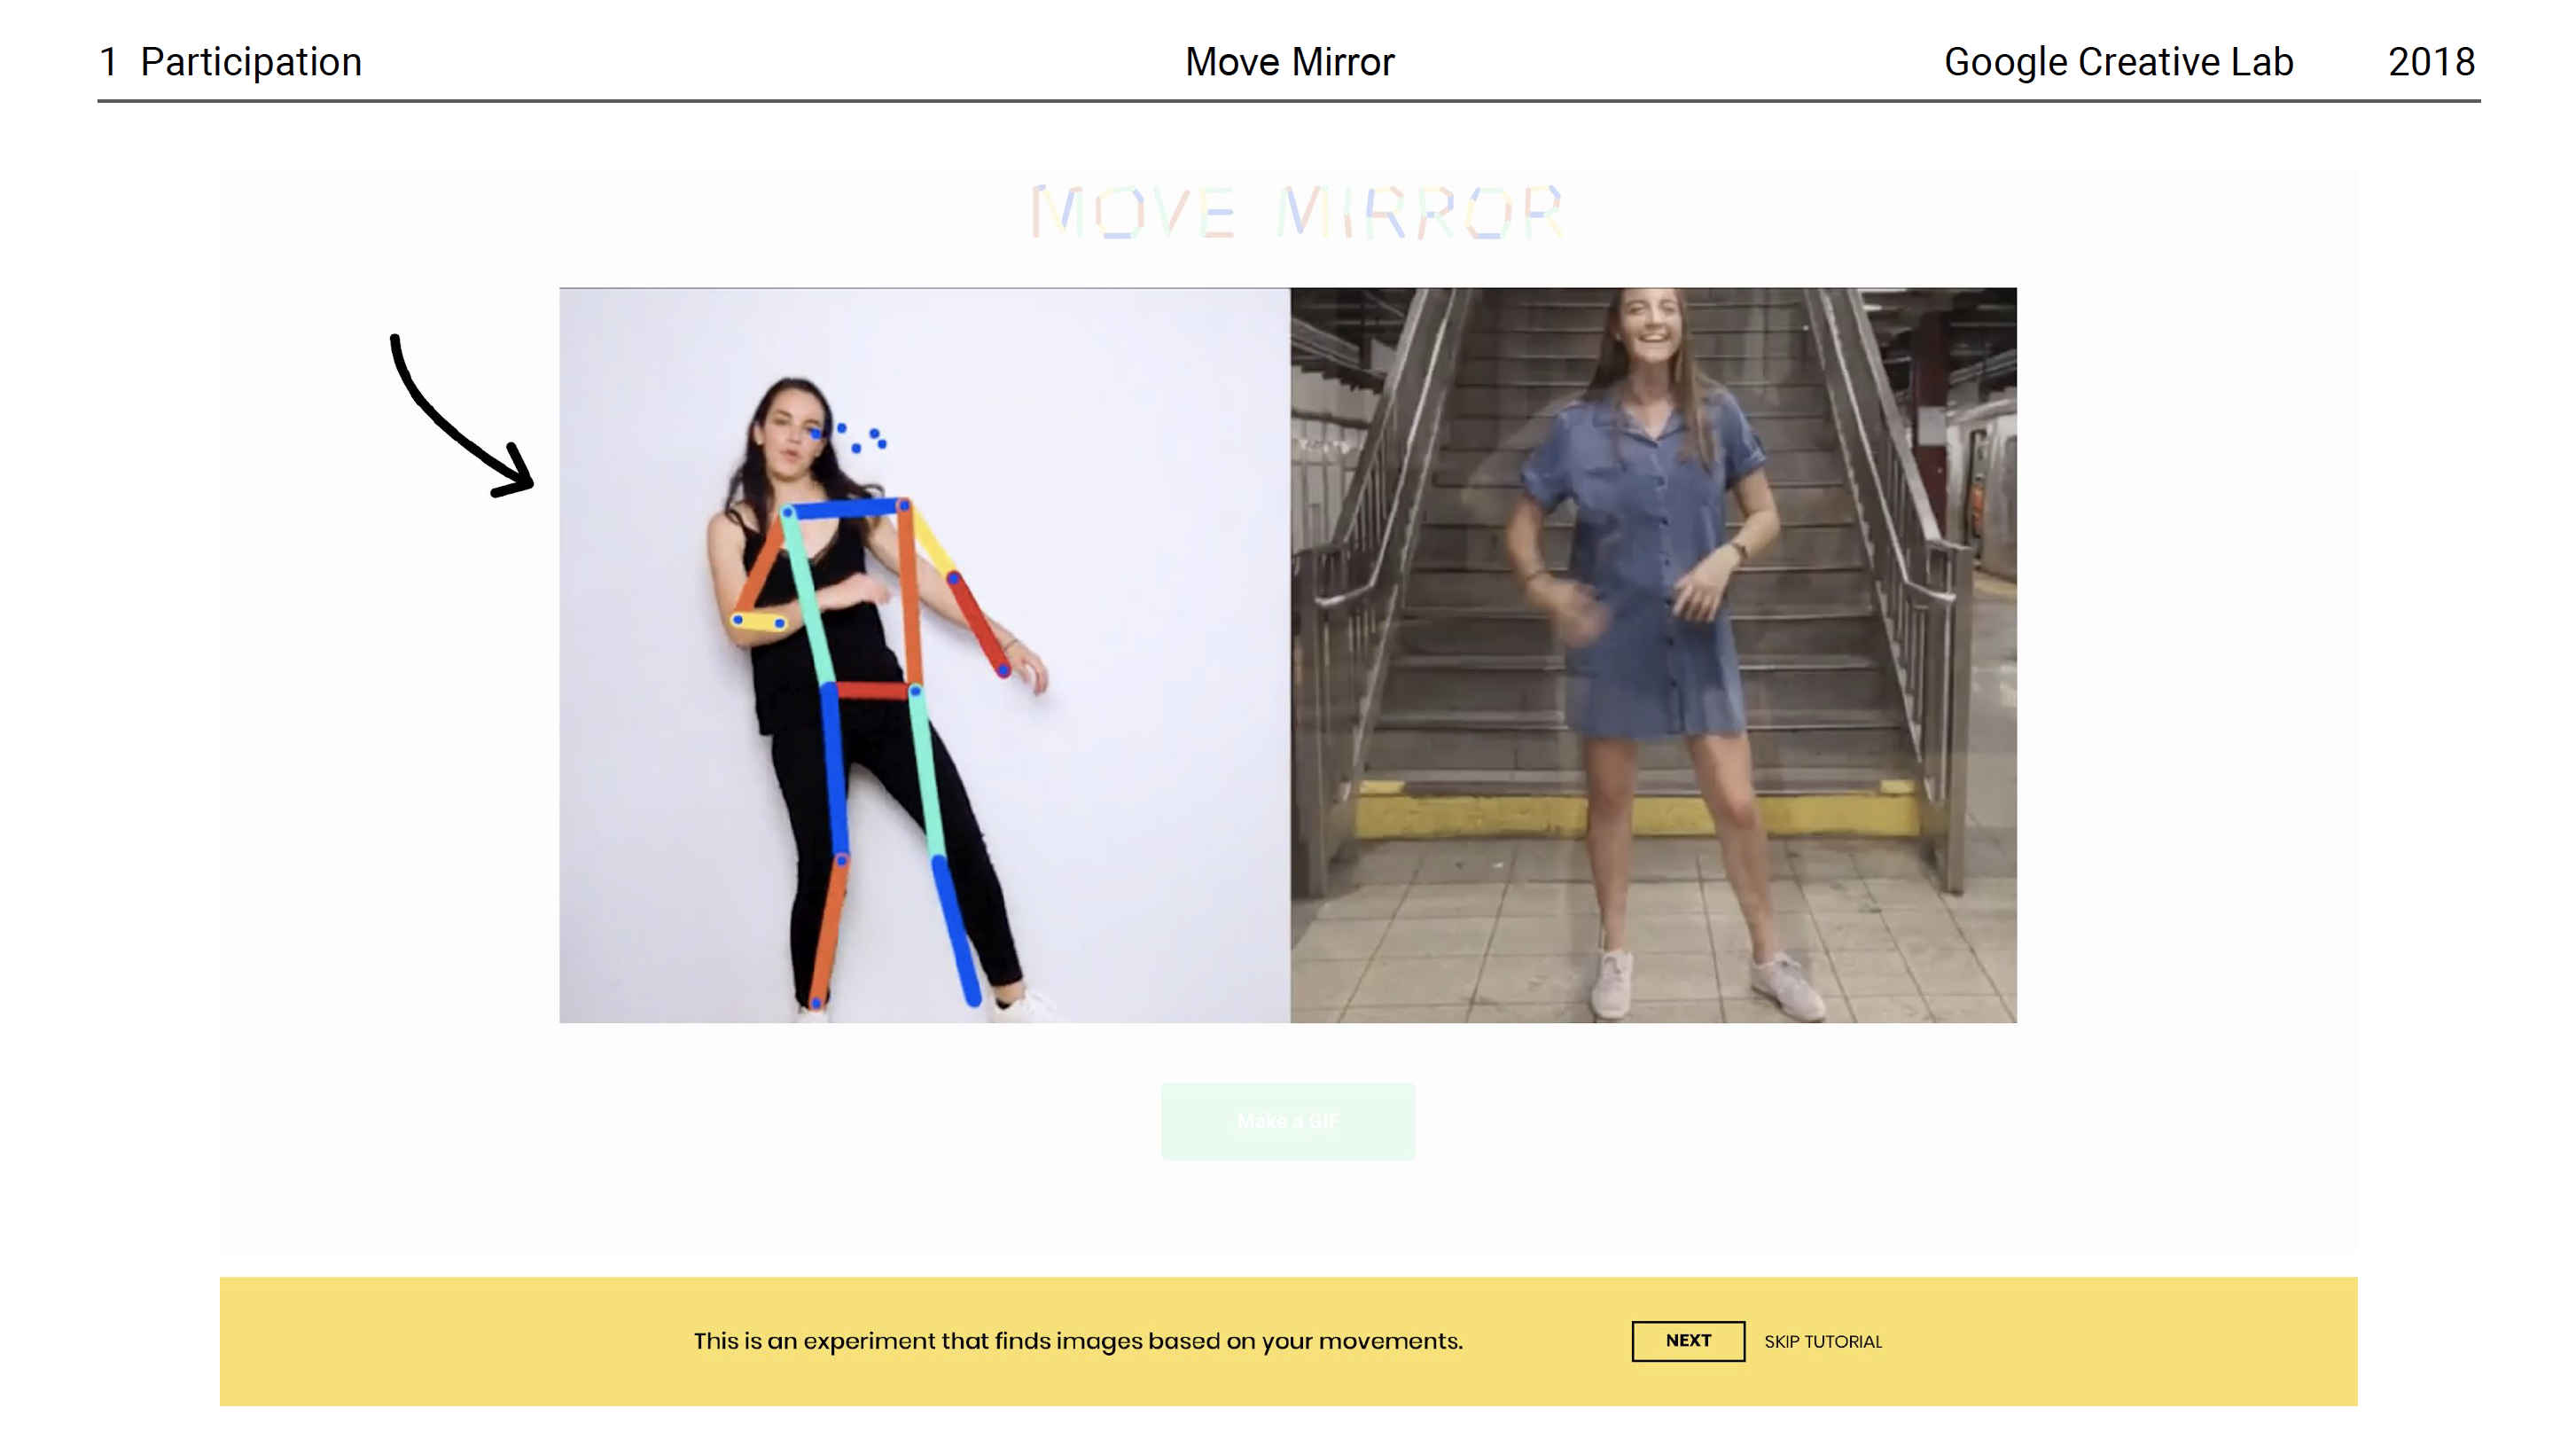 1 Participation
Move Mirror
Google Creative Lab
2018
MOVE MIRROR
Make a GIF
This is an experiment that finds images based on your movements.
NEXT
SKIP TUTORIAL